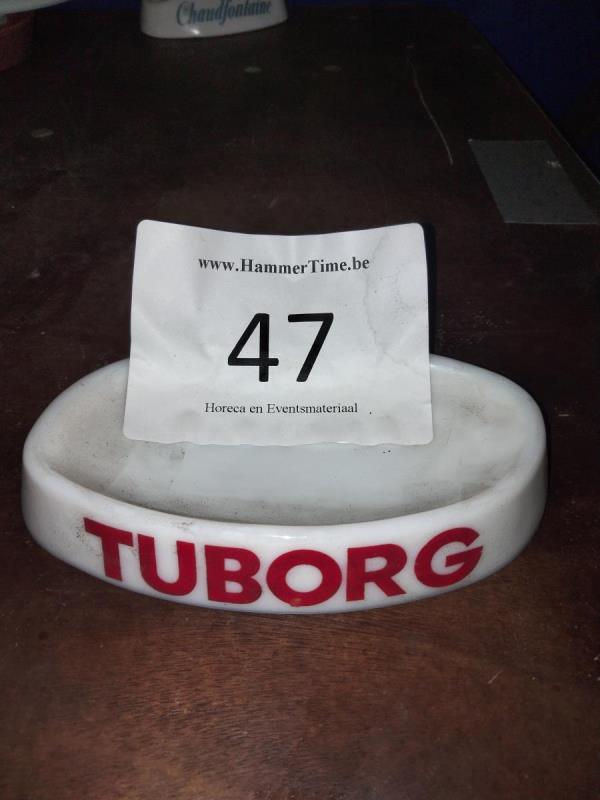 Chaudfontaine
www.HammerTime.be
47
Horeca en Eventsmateriaal
TUBORG